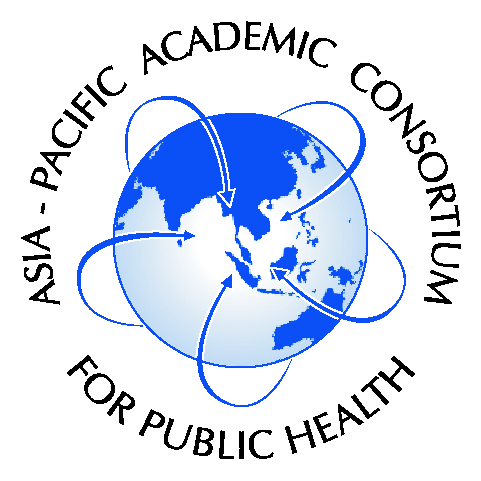 ASIA - PACIFIC ACADEMIC CONSORTIUM
FOR PUBLIC HEALTH